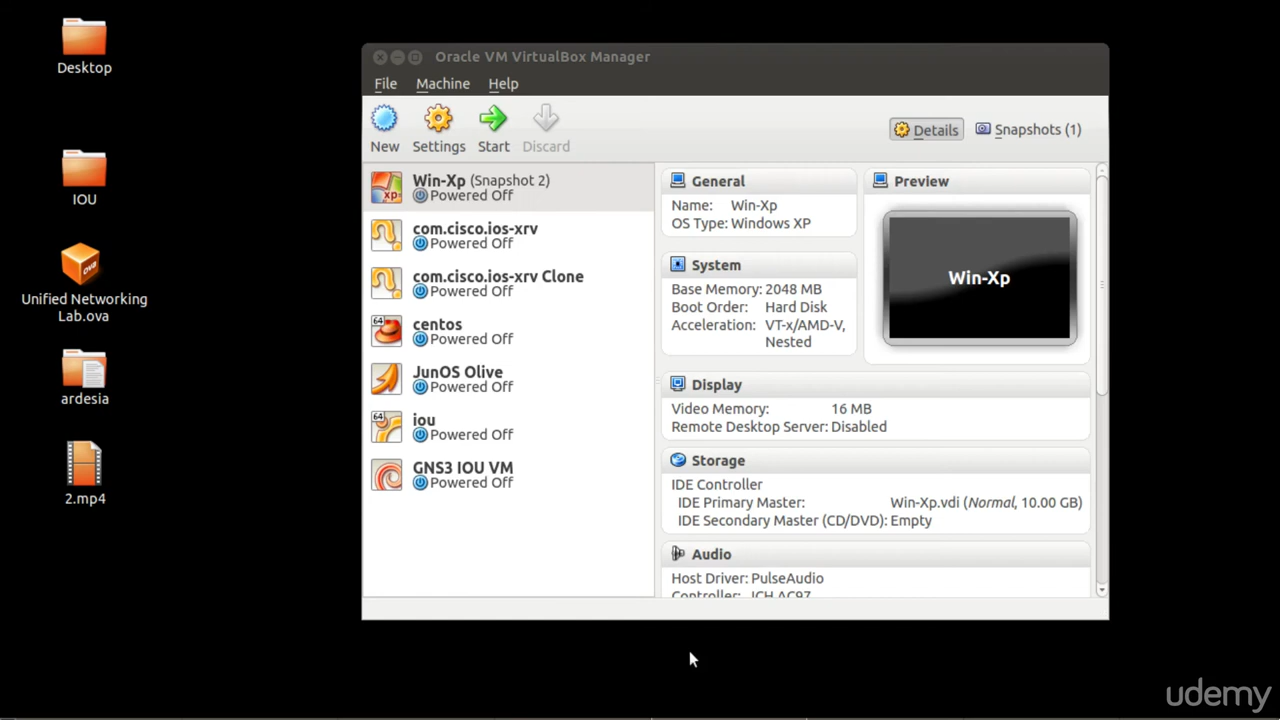 Desktop
IOU
Unified Networking
Lab.ova
ardesia
2.mp4
Oracle VM VirtualBox Manager
File Machine Help
New Settings Start Discard
Details Snapshots (1)
Win-Xp (Snapshot 2)
Powered Off
com.cisco.ios-xrv
Powered Off
com.cisco.ios-xrv Clone
Powered Off
64
centos
Powered Off
JunOS Olive
Powered Off
64
iou
Powered Off
GNS3 IOU VM
Powered Off
General
Name: Win-Xp
OS Type: Windows XP
System
Base Memory: 2048 MB
Boot Order: Hard Disk
Acceleration: VT-x/AMD-V,
Nested
Preview
Win-Xp
Display
Video Memory: 16 MB
Remote Desktop Server: Disabled
Storage
IDE Controller
IDE Primary Master: Win-Xp.vdi (Normal, 10.00 GB)
IDE Secondary Master (CD/DVD): Empty
Audio
Host Driver: PulseAudio
Controller: ICH AC97
udemy